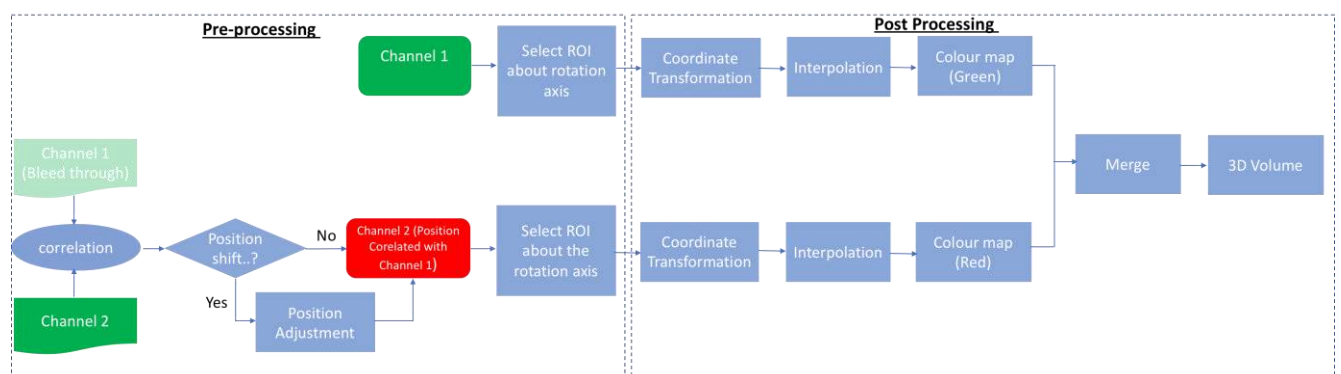 Pre-processing
Post Processing
Channel 1
Select ROI
about rotation
axis
Coordinate
Transformation
Interpolation
Colour map
(Green)
Channel 1
(Bleed through)
Merge
3D Volume
correlation
Position
shift..?
No
Channel 2 (Position
Corelated with
Channel 1)
Select ROI
about the
rotation axis
Coordinate
Transformation
Interpolation
Colour map
(Red)
Yes
Channel 2
Position
Adjustment